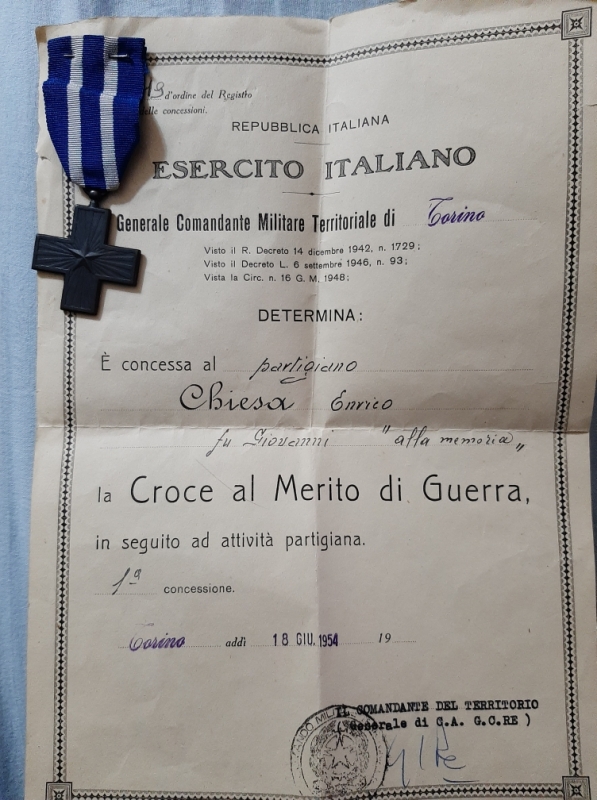 d'ordine del Registro
delle concessioni.
REPUBBLICA ITALIANA
ESERCITO ITALIANO
Generale Comandante Militare Territoriale di Torino
Visto il R. Decreto 14 dicembre 1942, n. 1729;
Visto il Decreto L. 6 settembre 1946, n. 93;
Vista la Circ. n. 16 G. M. 1948;
DETERMINA:
È concessa al partigiano
Chiesa Enrico
fu Giovanni "alla memoria"
la Croce al Merito di Guerra,
in seguito ad attività partigiana.
1ª concessione.
Torino addì 18 GIU. 1954 19
IL COMANDANTE DEL TERRITORIO
(Generale di C.A. G.O.RE )